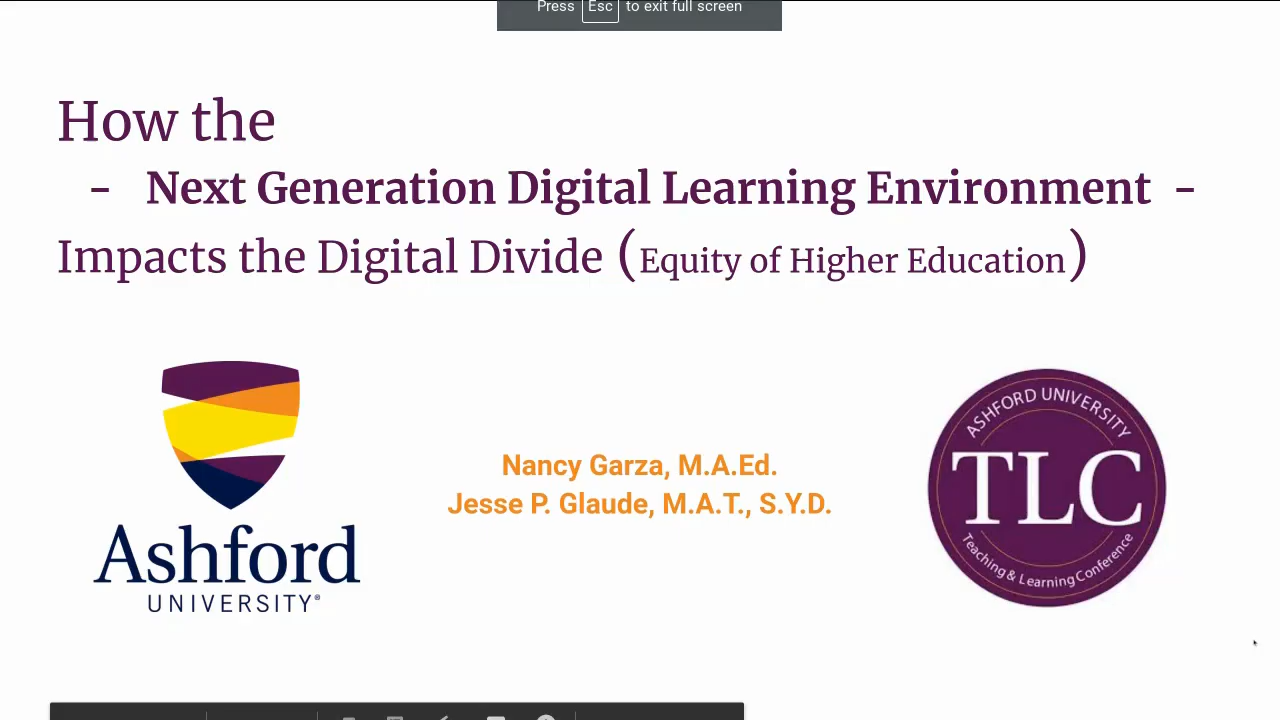 Press Esc to exit full screen
How the
- Next Generation Digital Learning Environment -
Impacts the Digital Divide (Equity of Higher Education)
Nancy Garza, M.A.Ed.
Jesse P. Glaude, M.A.T., S.Y.D.
Ashford
UNIVERSITY®
ASHFORD UNIVERSITY
TLC
Teaching & Learning Conference